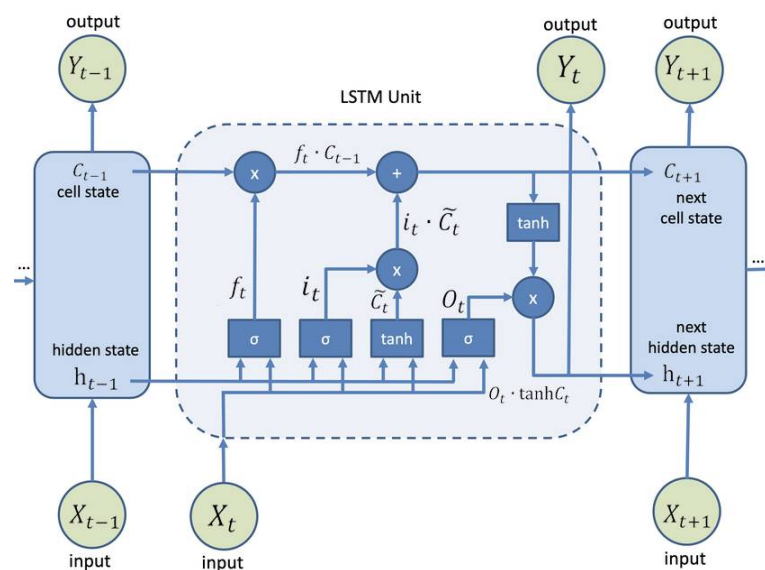 output
output
output
Y_{t−1}
Y_t
Y_{t+1}
LSTM Unit
C_{t−1}
cell state
x
f_t · C_{t−1}
+
C_{t+1}
next
cell state
tanh
i_t · C̃_t
...
...
f_t
i_t
x
C̃_t
O_t
x
σ
σ
tanh
σ
hidden state
h_{t−1}
next
hidden state
h_{t+1}
O_t · tanhC_t
X_{t−1}
X_t
X_{t+1}
input
input
input